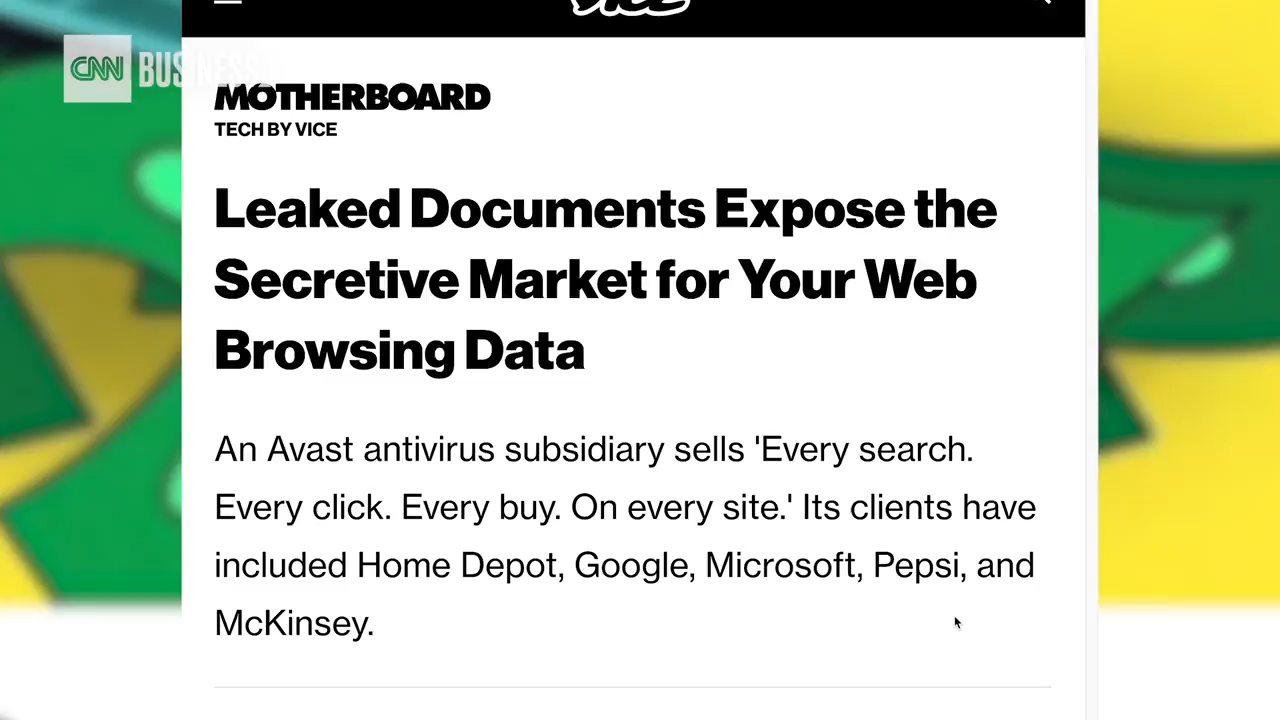 VICE
CNN BUSINESS
MOTHERBOARD
TECH BY VICE
Leaked Documents Expose the
Secretive Market for Your Web
Browsing Data
An Avast antivirus subsidiary sells 'Every search.
Every click. Every buy. On every site.' Its clients have
included Home Depot, Google, Microsoft, Pepsi, and
McKinsey.